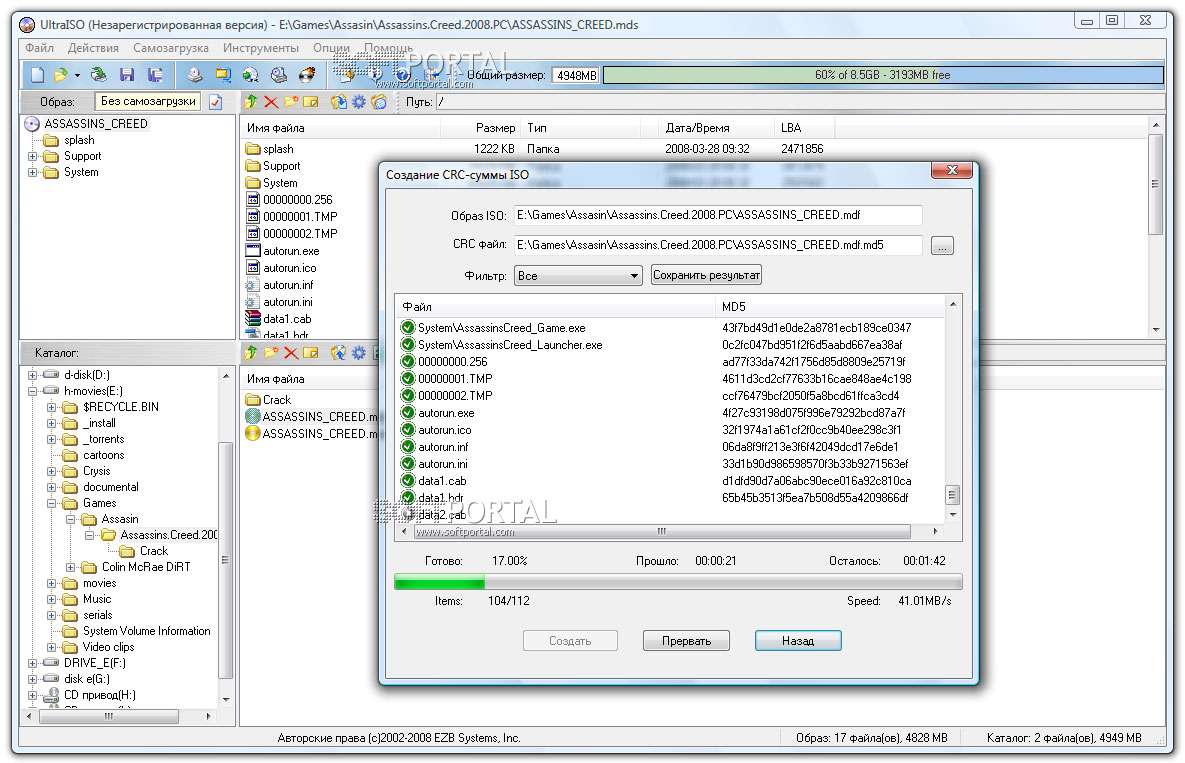 UltraISO (Незарегистрированная версия) - E:\Games\Assasin\Assassins.Creed.2008.PC\ASSASSINS_CREED.mds
Файл Действия Самозагрузка Инструменты Опции Помощь
Общий размер: 4948MB 60% of 8.5GB - 3193MB free
SOFTPORTAL
www.softportal.com
Образ: Без самозагрузки Путь: /
ASSASSINS_CREED
splash
Support
System
Имя файла Размер Тип Дата/Время LBA
splash 1222 KB Папка 2008-03-28 09:32 2471856
Support
System
00000000.256
00000001.TMP
00000002.TMP
autorun.exe
autorun.ico
autorun.inf
autorun.ini
data1.cab
data1.hdr
Создание CRC-суммы ISO
Образ ISO: E:\Games\Assasin\Assassins.Creed.2008.PC\ASSASSINS_CREED.mdf
CRC файл: E:\Games\Assasin\Assassins.Creed.2008.PC\ASSASSINS_CREED.mdf.md5
...
Фильтр: Все Сохранить результат
Файл MD5
System\AssassinsCreed_Game.exe 43f7bd49d1e0de2a8781ecb189ce0347
System\AssassinsCreed_Launcher.exe 0c2fc047bd951f2f6d5aabd667ea38af
00000000.256 ad77f33da742f1756d85d8809e25719f
00000001.TMP 4611d3cd2cf77633b16cae848ae4c198
00000002.TMP ccf76479bcf2050f5a8bcd61ffca3cd4
autorun.exe 4f27c93198d075f996e79292bcd87a7f
autorun.ico 32f1974a1a61cf2f0cc9b40ee298c3f1
autorun.inf 06da8f9ff213e3f6f42049dcd17e6de1
autorun.ini 33d1b90d986598570f3b33b9271563ef
data1.cab d1dfd90d7a06abc90ece016a92c810ca
data1.hdr 65b45b3513f5ea7b508d55a4209866df
data2.cab
SOFTPORTAL
www.softportal.com
Готово: 17.00% Прошло: 00:00:21 Осталось: 00:01:42
Items: 104/112 Speed: 41.01MB/s
Создать Прервать Назад
Каталог:
d-disk(D:)
h-movies(E:)
$RECYCLE.BIN
_install
_torrents
cartoons
Crysis
documental
Games
Assasin
Assassins.Creed.200
Crack
Colin McRae DiRT
movies
Music
serials
System Volume Information
Video clips
DRIVE_E(F:)
disk e(G:)
CD привод(H:)
Имя файла
Crack
ASSASSINS_CREED.m
ASSASSINS_CREED.m
Авторские права (c)2002-2008 EZB Systems, Inc. Образ: 17 файла(ов), 4828 MB Каталог: 2 файла(ов), 4949 MB